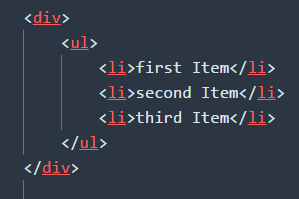 <div>
<ul>
<li>first Item</li>
<li>second Item</li>
<li>third Item</li>
</ul>
</div>